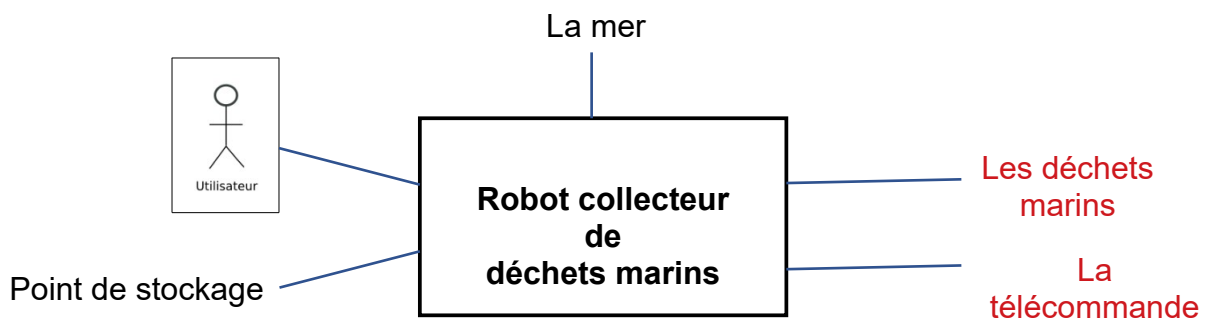 La mer
Utilisateur
Robot collecteur
de
déchets marins
Les déchets
marins
Point de stockage
La
télécommande